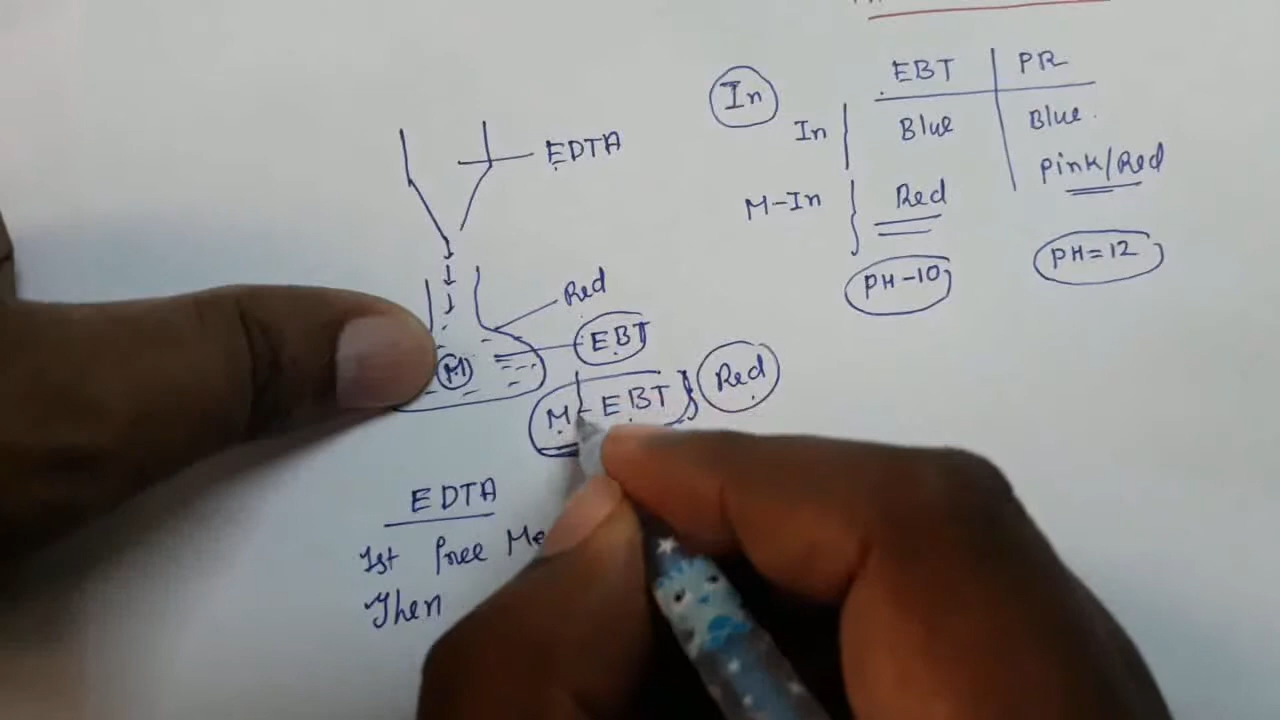 EBT PR
In
In Blue Blue.
Pink/Red
M-In Red
PH-10 PH=12
EDTA
Red
EBT
M
M-EBT Red
EDTA
1st free
Then